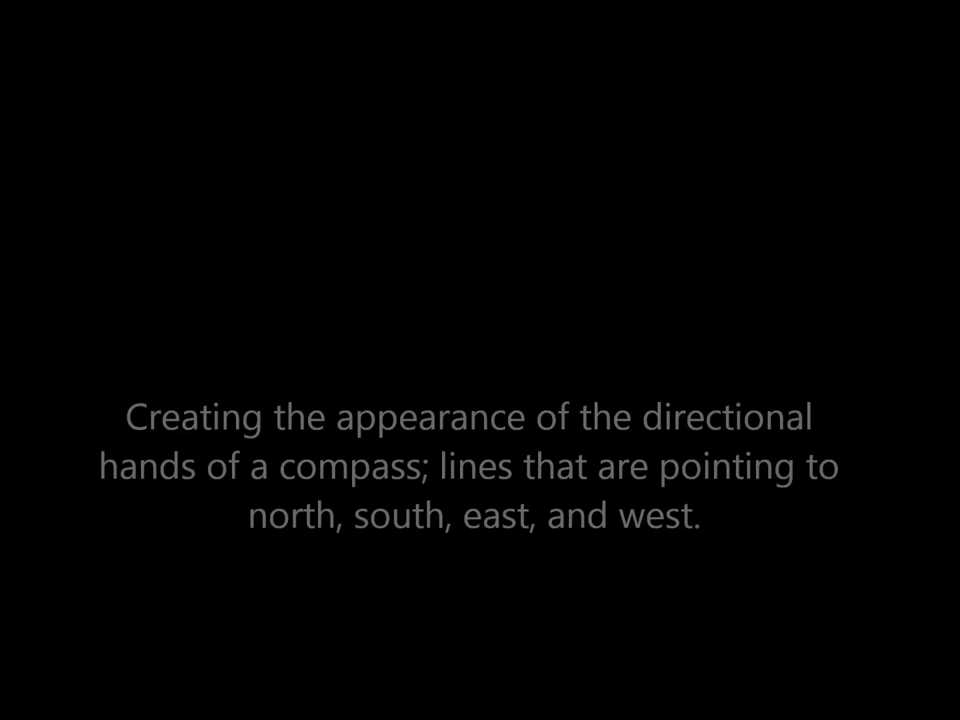 Creating the appearance of the directional
hands of a compass; lines that are pointing to
north, south, east, and west.